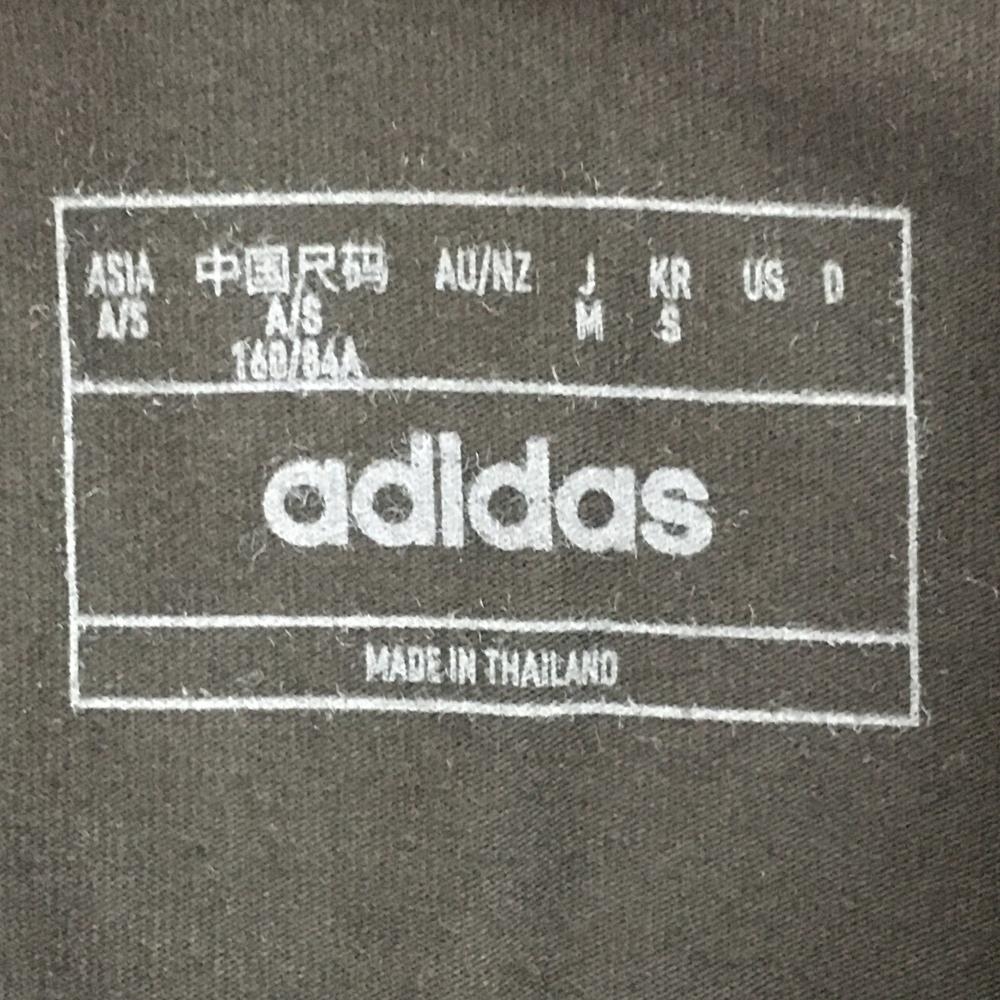 ASIA 中国尺码 AU/NZ J KR US D
A/S A/S M S
160/84A
adidas
MADE IN THAILAND